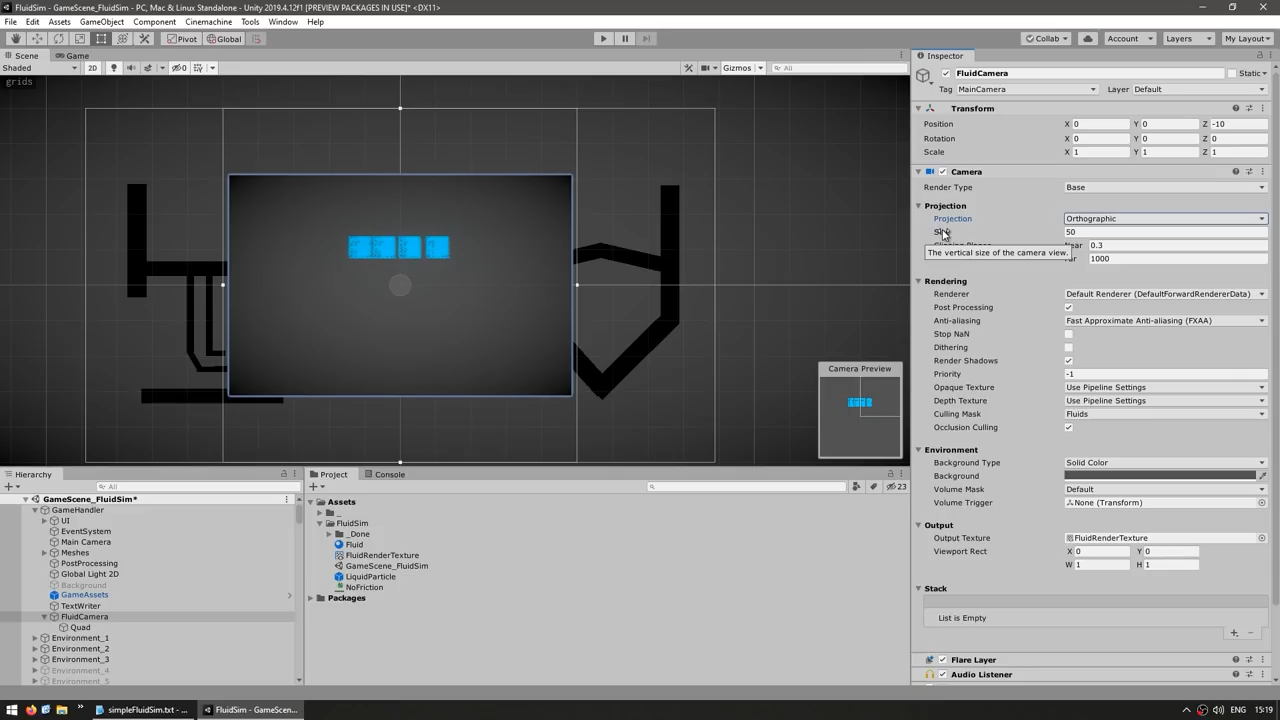 FluidSim - GameScene_FluidSim - PC, Mac & Linux Standalone - Unity 2019.4.12f1 [PREVIEW PACKAGES IN USE]* <DX11>
File Edit Assets GameObject Component Cinemachine Tools Window Help
Pivot Global Collab Account Layers My Layout
Scene Game
Shaded 2D 0 Gizmos All
grids
Camera Preview
Inspector
FluidCamera Static
Tag MainCamera Layer Default
Transform
Position X 0 Y 0 Z -10
Rotation X 0 Y 0 Z 0
Scale X 1 Y 1 Z 1
Camera
Render Type Base
Projection
Projection Orthographic
50
Near 0.3
The vertical size of the camera view.
Far 1000
Rendering
Renderer Default Renderer (DefaultForwardRendererData)
Post Processing
Anti-aliasing Fast Approximate Anti-aliasing (FXAA)
Stop NaN
Dithering
Render Shadows
Priority -1
Opaque Texture Use Pipeline Settings
Depth Texture Use Pipeline Settings
Culling Mask Fluids
Occlusion Culling
Environment
Background Type Solid Color
Background
Volume Mask Default
Volume Trigger None (Transform)
Output
Output Texture FluidRenderTexture
Viewport Rect X 0 Y 0
W 1 H 1
Stack
List is Empty
Flare Layer
Audio Listener
Hierarchy
All
GameScene_FluidSim*
GameHandler
UI
EventSystem
Main Camera
Meshes
PostProcessing
Global Light 2D
Background
GameAssets
TextWriter
FluidCamera
Quad
Environment_1
Environment_2
Environment_3
Environment_4
Environment_5
Project Console
23
Assets
_
FluidSim
_Done
Fluid
FluidRenderTexture
GameScene_FluidSim
LiquidParticle
NoFriction
Packages
simpleFluidSim.txt - ... FluidSim - GameScen... ENG 15:19